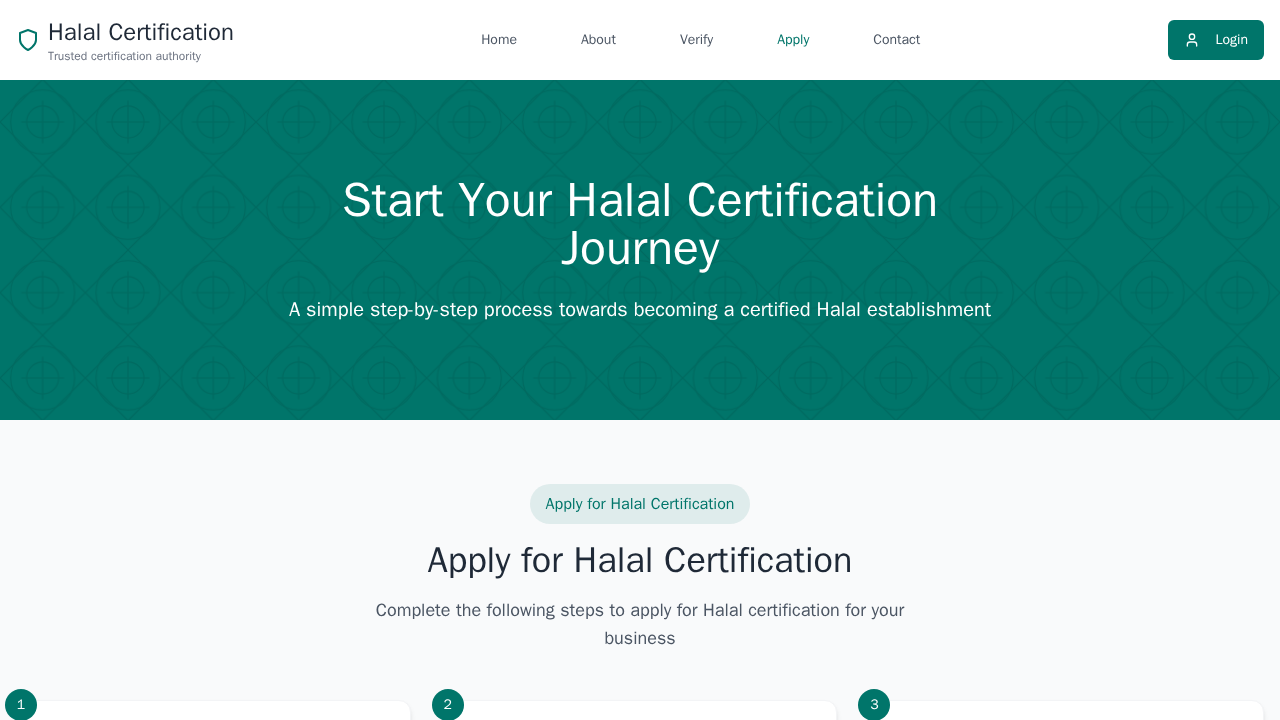 Halal Certification
Trusted certification authority
Home
About
Verify
Apply
Contact
Login
Start Your Halal Certification
Journey
A simple step-by-step process towards becoming a certified Halal establishment
Apply for Halal Certification
Apply for Halal Certification
Complete the following steps to apply for Halal certification for your
business
1
2
3